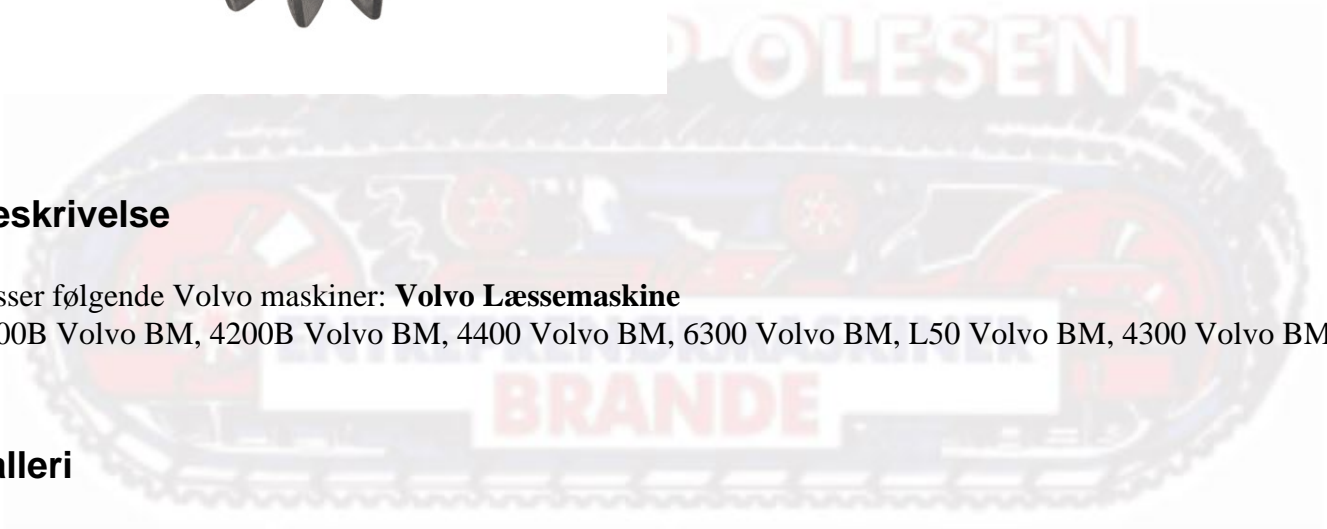 OLESEN
eskrivelse
sser følgende Volvo maskiner: Volvo Læssemaskine
00B Volvo BM, 4200B Volvo BM, 4400 Volvo BM, 6300 Volvo BM, L50 Volvo BM, 4300 Volvo BM
ENTREPRENØRMASKINER
BRANDE
alleri